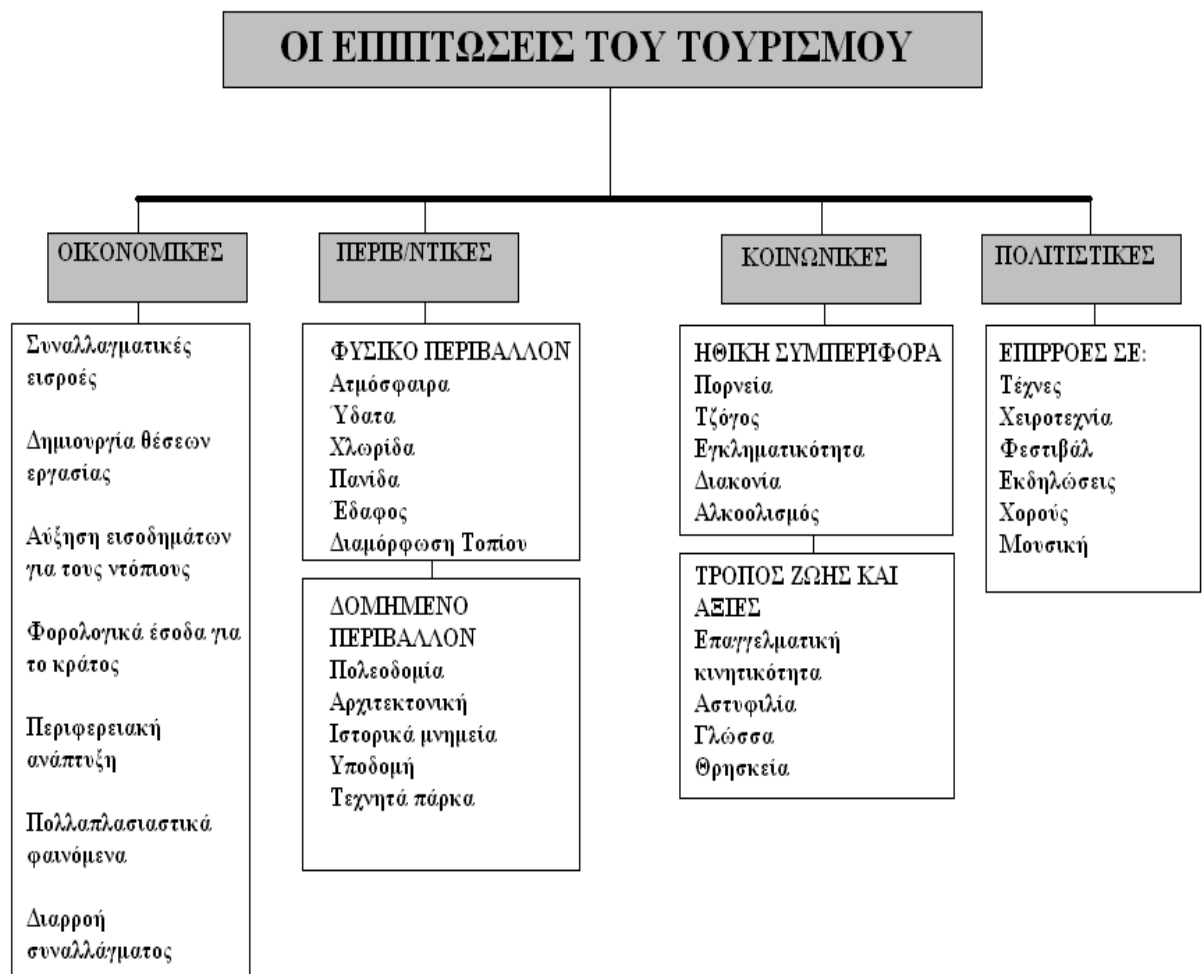 ΟΙ ΕΠΙΠΤΩΣΕΙΣ ΤΟΥ ΤΟΥΡΙΣΜΟΥ
ΟΙΚΟΝΟΜΙΚΕΣ
Συναλλαγματικές
εισροές
Δημιουργία θέσεων
εργασίας
Αύξηση εισοδημάτων
για τους ντόπιους
Φορολογικά έσοδα για
το κράτος
Περιφερειακή
ανάπτυξη
Πολλαπλασιαστικά
φαινόμενα
Διαρροή
συναλλάγματος
ΠΕΡΙΒ/ΝΤΙΚΕΣ
ΦΥΣΙΚΟ ΠΕΡΙΒΑΛΛΟΝ
Ατμόσφαιρα
Ύδατα
Χλωρίδα
Πανίδα
Έδαφος
Διαμόρφωση Τοπίου
ΔΟΜΗΜΕΝΟ
ΠΕΡΙΒΑΛΛΟΝ
Πολεοδομία
Αρχιτεκτονική
Ιστορικά μνημεία
Υποδομή
Τεχνητά πάρκα
ΚΟΙΝΩΝΙΚΕΣ
ΗΘΙΚΗ ΣΥΜΠΕΡΙΦΟΡΑ
Πορνεία
Τζόγος
Εγκληματικότητα
Διακονία
Αλκοολισμός
ΤΡΟΠΟΣ ΖΩΗΣ ΚΑΙ
ΑΞΙΕΣ
Επαγγελματική
κινητικότητα
Αστυφιλία
Γλώσσα
Θρησκεία
ΠΟΛΙΤΙΣΤΙΚΕΣ
ΕΠΙΡΡΟΕΣ ΣΕ:
Τέχνες
Χειροτεχνία
Φεστιβάλ
Εκδηλώσεις
Χορούς
Μουσική